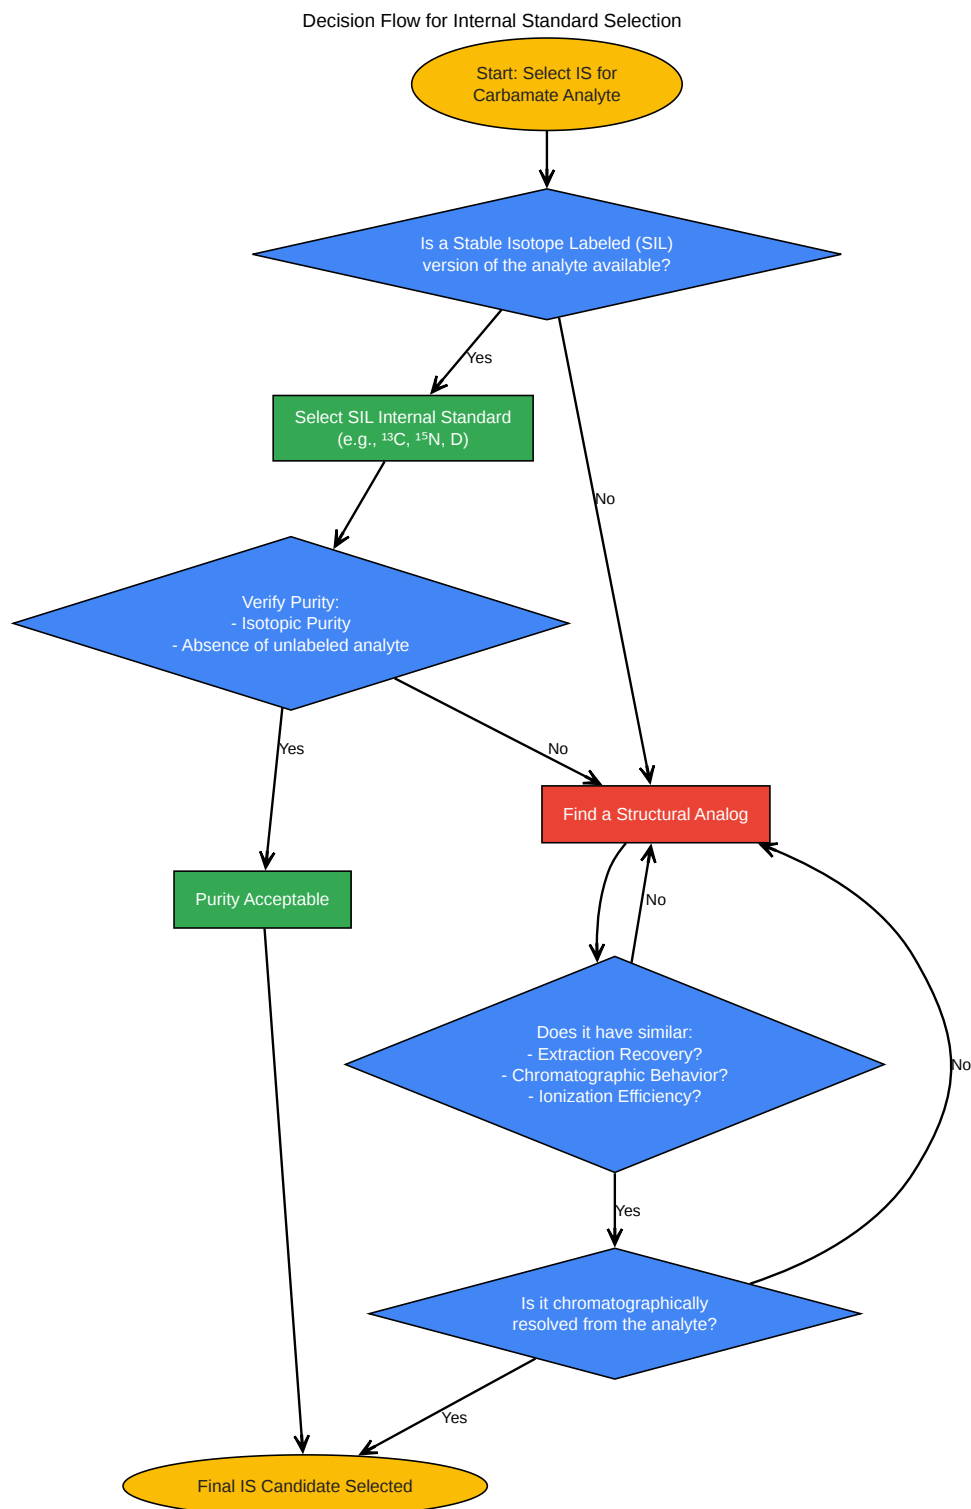 Decision Flow for Internal Standard Selection
Start: Select IS for
Carbamate Analyte
Is a Stable Isotope Labeled (SIL)
version of the analyte available?
Yes
Select SIL Internal Standard
(e.g., ¹³C, ¹⁵N, D)
No
Verify Purity:
- Isotopic Purity
- Absence of unlabeled analyte
Yes
No
Find a Structural Analog
Purity Acceptable
No
Does it have similar:
- Extraction Recovery?
- Chromatographic Behavior?
- Ionization Efficiency?
No
Yes
Is it chromatographically
resolved from the analyte?
Yes
Final IS Candidate Selected